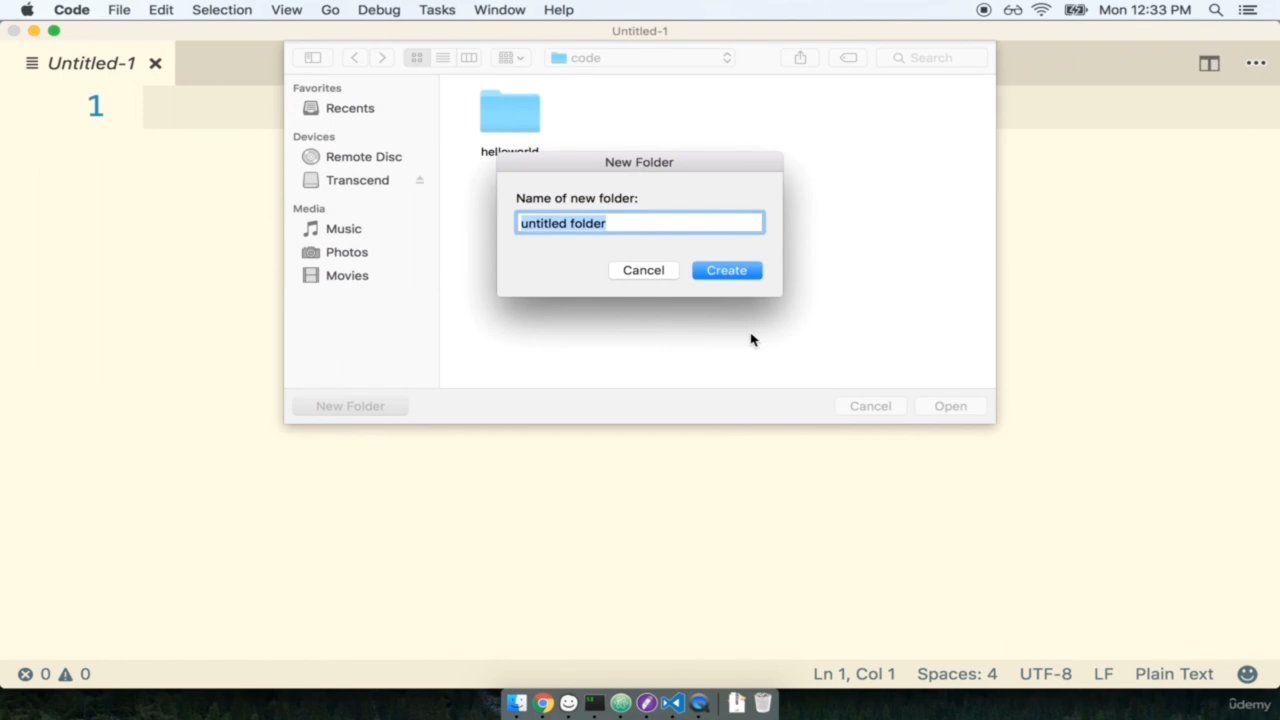 Code File Edit Selection View Go Debug Tasks Window Help Mon 12:33 PM
Untitled-1
Untitled-1
code
Search
1
Favorites
Recents
Devices
Remote Disc
Transcend
Media
Music
Photos
Movies
helloworld
New Folder
Name of new folder:
untitled folder
Cancel Create
New Folder Cancel Open
0 0 Ln 1, Col 1 Spaces: 4 UTF-8 LF Plain Text
ûdemy